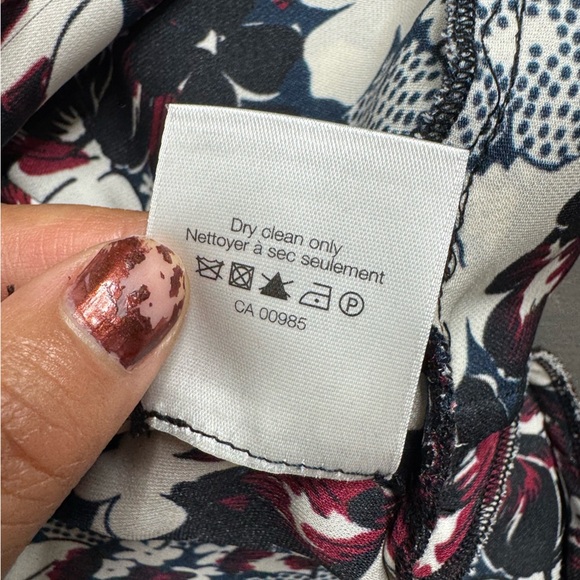 Dry clean only
Nettoyer à sec seulement
P
CA 00985